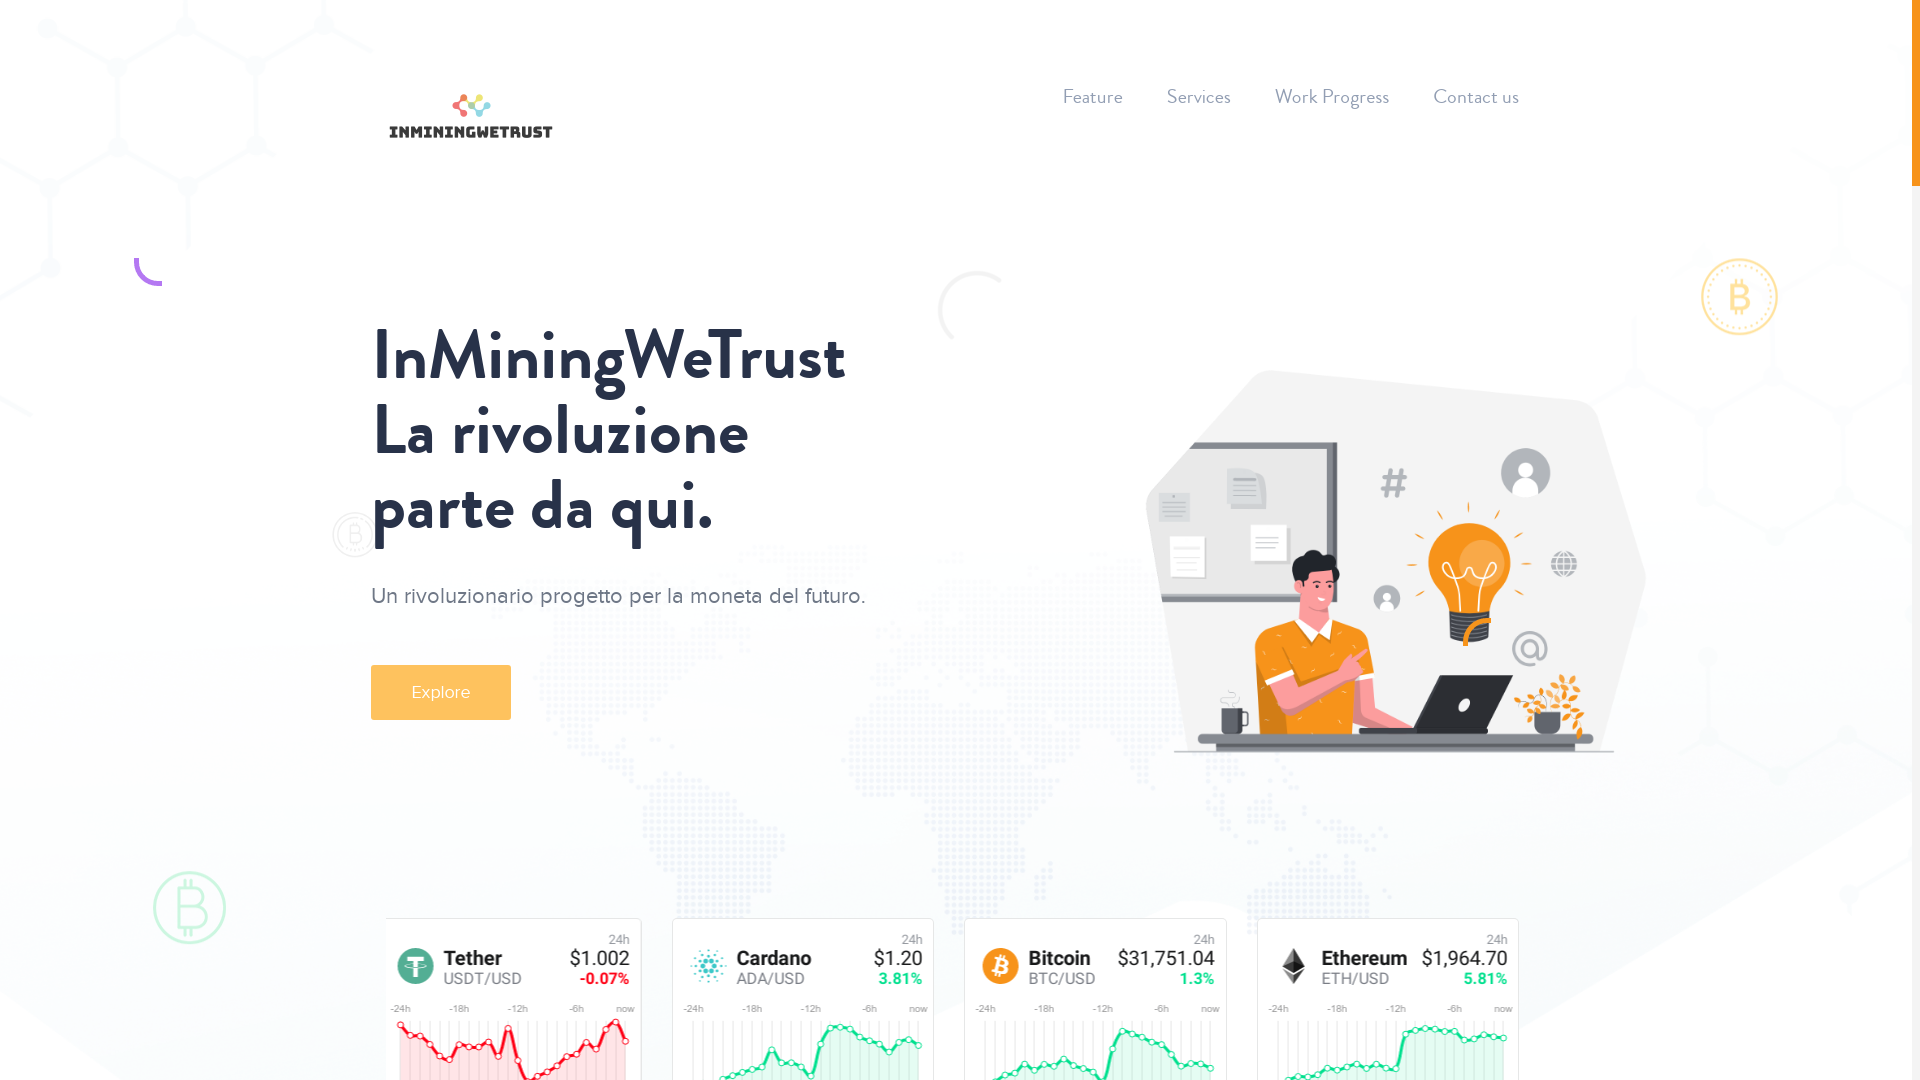 INMININGWETRUST
Feature Services Work Progress Contact us
InMiningWeTrust
La rivoluzione
parte da qui.
Un rivoluzionario progetto per la moneta del futuro.
Explore
#
@
24h
Tether $1.002
USDT/USD -0.07%
-24h -18h -12h -6h now
24h
Cardano $1.20
ADA/USD 3.81%
-24h -18h -12h -6h now
24h
Bitcoin $31,751.04
BTC/USD 1.3%
-24h -18h -12h -6h now
24h
Ethereum $1,964.70
ETH/USD 5.81%
-24h -18h -12h -6h now